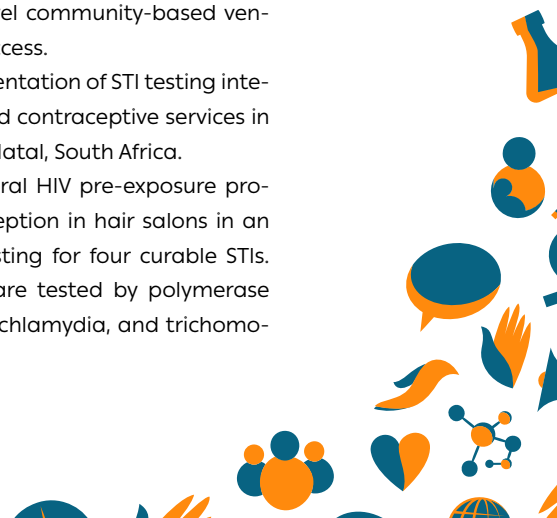 el community-based ven-
cess.
entation of STI testing inte-
d contraceptive services in
Natal, South Africa.
ral HIV pre-exposure pro-
eption in hair salons in an
sting for four curable STIs.
are tested by polymerase
chlamydia, and trichomo-